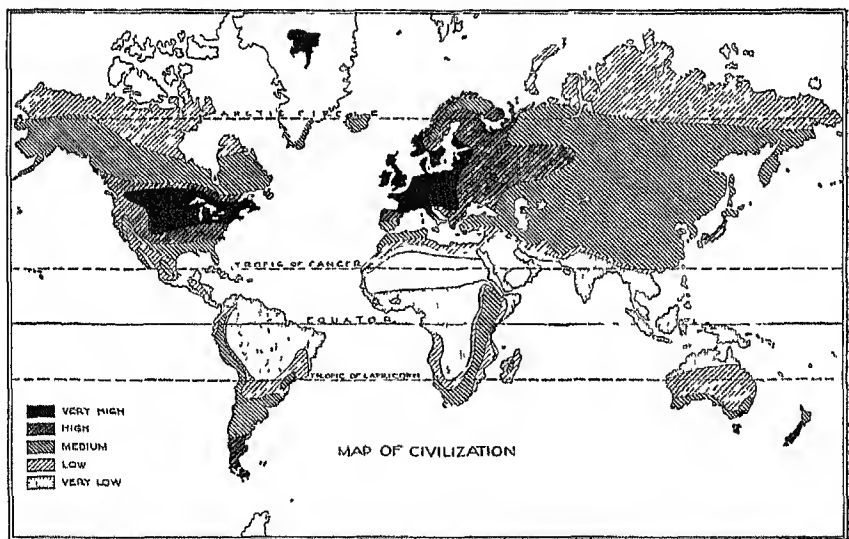 ARCTIC CIRCLE
TROPIC OF CANCER
EQUATOR
TROPIC OF CAPRICORN
VERY HIGH
HIGH
MEDIUM
LOW
VERY LOW
MAP OF CIVILIZATION